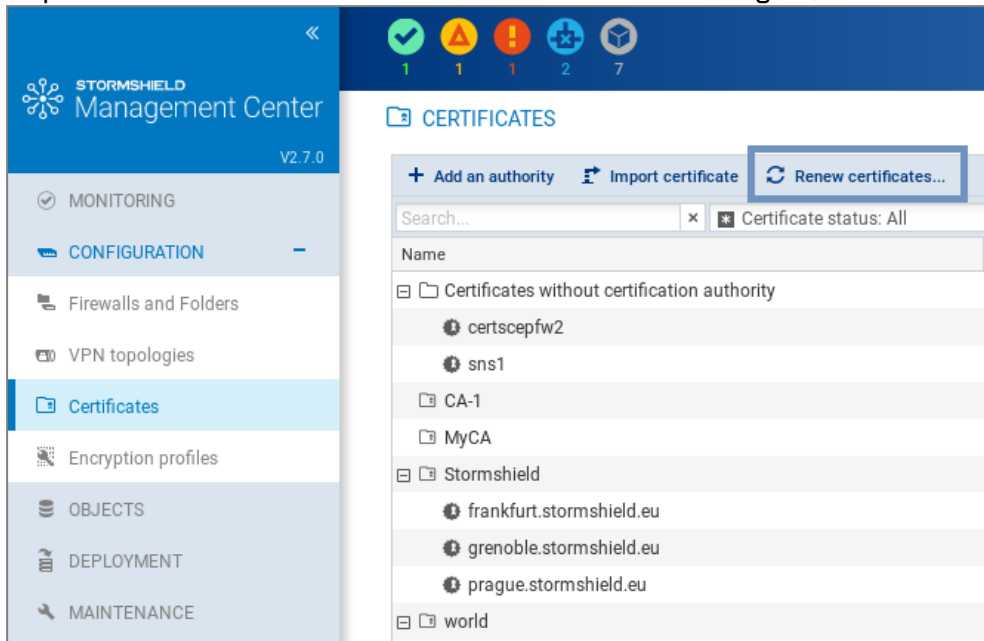 «
STORMSHIELD
Management Center
V2.7.0
MONITORING
CONFIGURATION −
Firewalls and Folders
VPN topologies
Certificates
Encryption profiles
OBJECTS
DEPLOYMENT
MAINTENANCE
1 1 1 2 7
CERTIFICATES
+ Add an authority Import certificate Renew certificates...
Search... × Certificate status: All
Name
Certificates without certification authority
certscepfw2
sns1
CA-1
MyCA
Stormshield
frankfurt.stormshield.eu
grenoble.stormshield.eu
prague.stormshield.eu
world